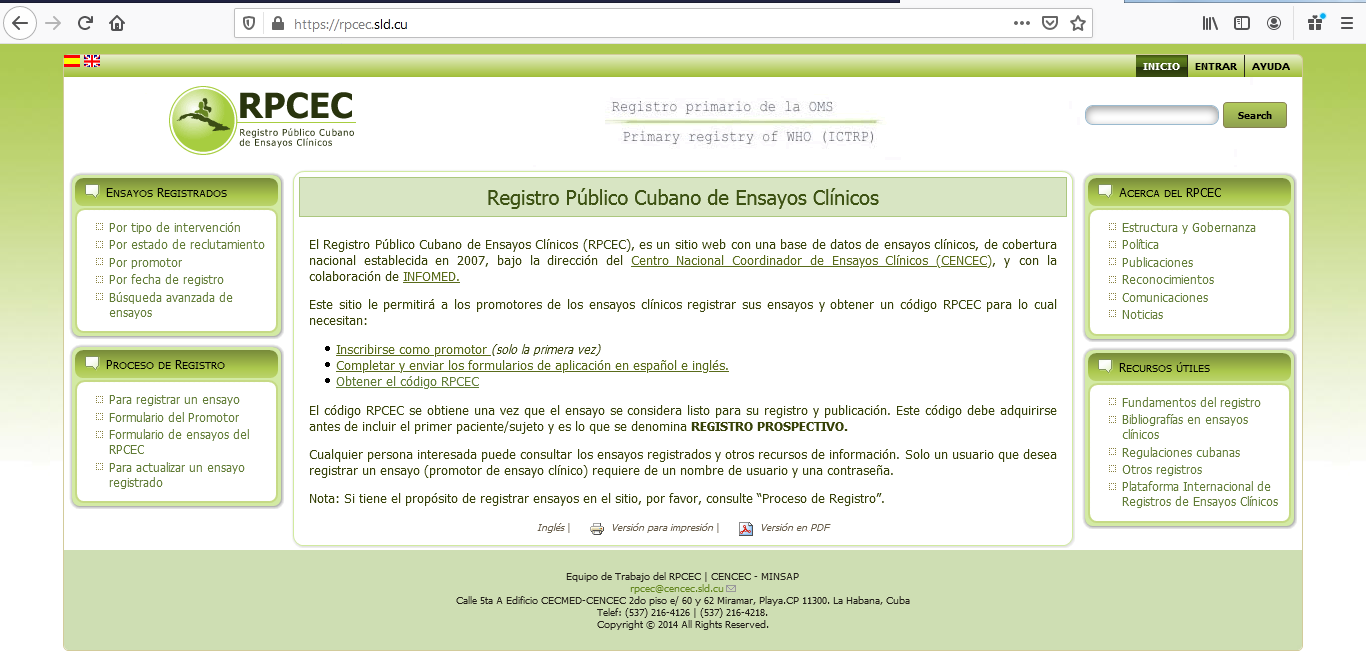 https://rpcec.sld.cu
INICIO
ENTRAR
AYUDA
RPCEC
Registro Público Cubano
de Ensayos Clínicos
Registro primario de la OMS
Primary registry of WHO (ICTRP)
Search
Ensayos Registrados
Por tipo de intervención
Por estado de reclutamiento
Por promotor
Por fecha de registro
Búsqueda avanzada de
ensayos
Proceso de Registro
Para registrar un ensayo
Formulario del Promotor
Formulario de ensayos del
RPCEC
Para actualizar un ensayo
registrado
Registro Público Cubano de Ensayos Clínicos
El Registro Público Cubano de Ensayos Clínicos (RPCEC), es un sitio web con una base de datos de ensayos clínicos, de cobertura
nacional establecida en 2007, bajo la dirección del Centro Nacional Coordinador de Ensayos Clínicos (CENCEC), y con la
colaboración de INFOMED.
Este sitio le permitirá a los promotores de los ensayos clínicos registrar sus ensayos y obtener un código RPCEC para lo cual
necesitan:
Inscribirse como promotor (solo la primera vez)
Completar y enviar los formularios de aplicación en español e inglés.
Obtener el código RPCEC
El código RPCEC se obtiene una vez que el ensayo se considera listo para su registro y publicación. Este código debe adquirirse
antes de incluir el primer paciente/sujeto y es lo que se denomina REGISTRO PROSPECTIVO.
Cualquier persona interesada puede consultar los ensayos registrados y otros recursos de información. Solo un usuario que desea
registrar un ensayo (promotor de ensayo clínico) requiere de un nombre de usuario y una contraseña.
Nota: Si tiene el propósito de registrar ensayos en el sitio, por favor, consulte “Proceso de Registro”.
Inglés | Versión para impresión | Versión en PDF
Acerca del RPCEC
Estructura y Gobernanza
Política
Publicaciones
Reconocimientos
Comunicaciones
Noticias
Recursos útiles
Fundamentos del registro
Bibliografías en ensayos
clínicos
Regulaciones cubanas
Otros registros
Plataforma Internacional de
Registros de Ensayos Clínicos
Equipo de Trabajo del RPCEC | CENCEC - MINSAP
rpcec@cencec.sld.cu
Calle 5ta A Edificio CECMED-CENCEC 2do piso e/ 60 y 62 Miramar, Playa.CP 11300. La Habana, Cuba
Telef: (537) 216-4126 | (537) 216-4218.
Copyright © 2014 All Rights Reserved.